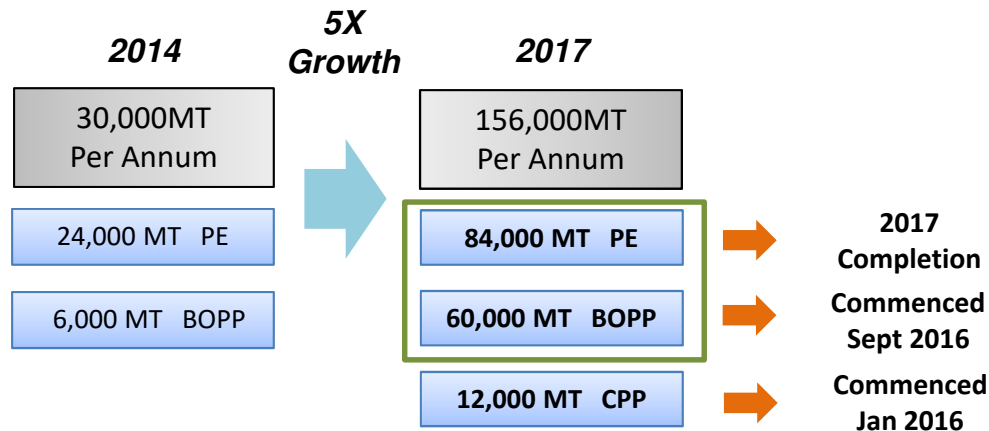 2014
5X
Growth
2017
30,000MT
Per Annum
156,000MT
Per Annum
24,000 MT PE
84,000 MT PE
2017
Completion
6,000 MT BOPP
60,000 MT BOPP
Commenced
Sept 2016
12,000 MT CPP
Commenced
Jan 2016